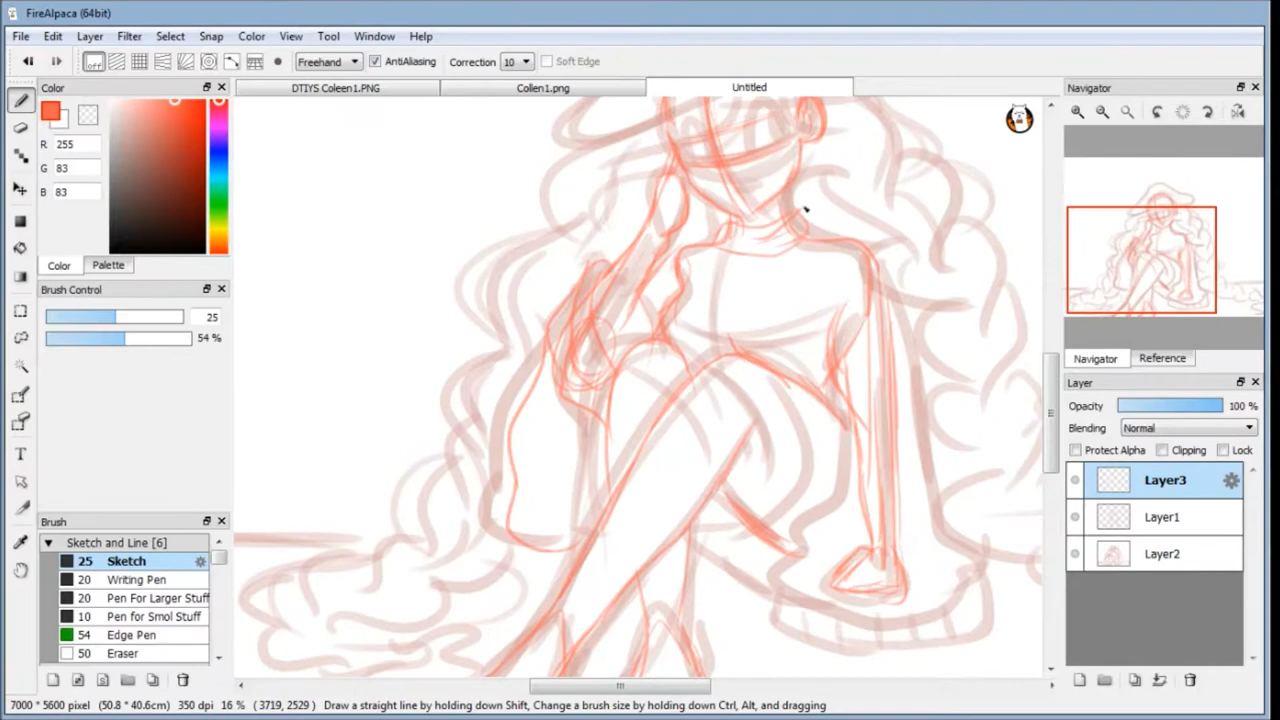 FireAlpaca (64bit)
File Edit Layer Filter Select Snap Color View Tool Window Help
off Freehand AntiAliasing Correction 10 Soft Edge
Color
DTIYS Coleen1.PNG Collen1.png Untitled
Navigator
R 255
G 83
B 83
Color Palette
Brush Control
25
54 %
Navigator Reference
Layer
Opacity 100 %
Blending Normal
Protect Alpha Clipping Lock
Layer3
Layer1
Layer2
Brush
Sketch and Line [6]
25 Sketch
20 Writing Pen
20 Pen For Larger Stuff
10 Pen for Smol Stuff
54 Edge Pen
50 Eraser
7000 * 5600 pixel (50.8 * 40.6cm) 350 dpi 16 % ( 3719, 2529 ) Draw a straight line by holding down Shift, Change a brush size by holding down Ctrl, Alt, and dragging